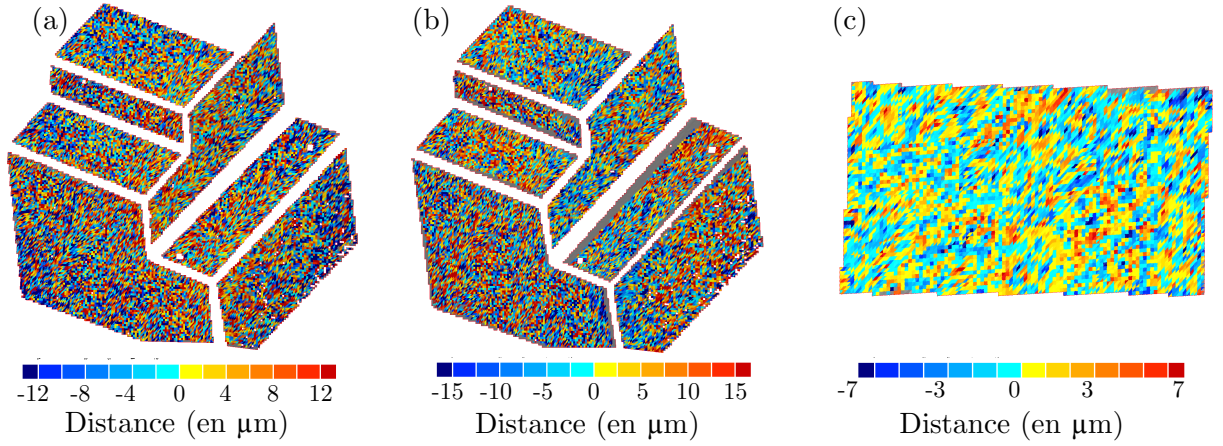 (a) (b) (c)
-12 -8 -4 0 4 8 12
-15 -10 -5 0 5 10 15
-7 -3 0 3 7
Distance (en µm) Distance (en µm) Distance (en µm)